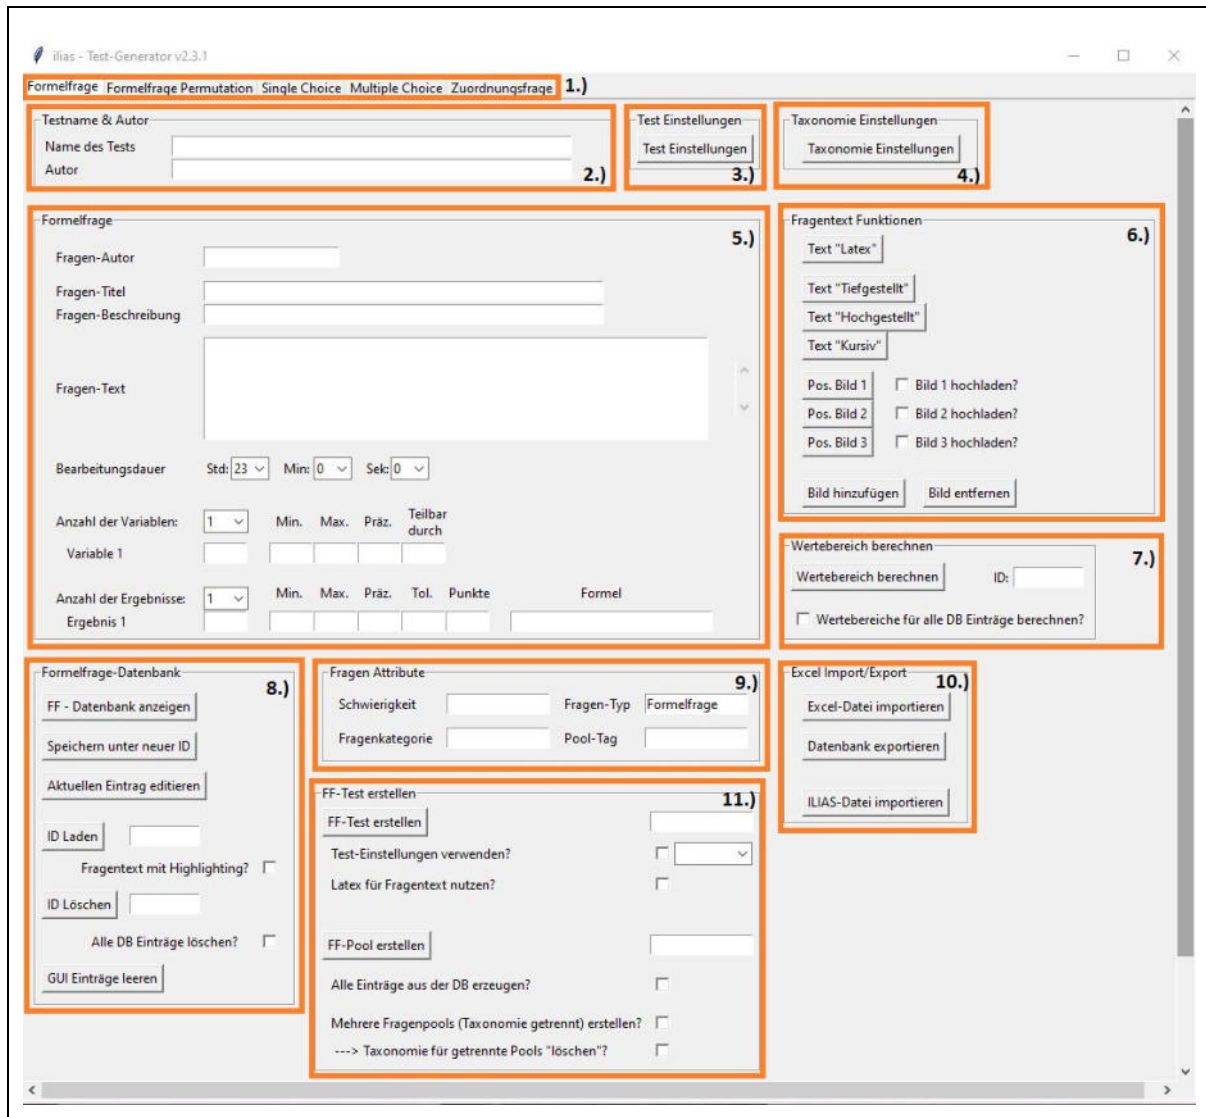 ilias - Test-Generator v2.3.1
Formelfrage Formelfrage Permutation Single Choice Multiple Choice Zuordnungsfrage 1.)
Testname & Autor
Name des Tests
Autor
2.)
Test Einstellungen
Test Einstellungen
3.)
Taxonomie Einstellungen
Taxonomie Einstellungen
4.)
Formelfrage
5.)
Fragen-Autor
Fragen-Titel
Fragen-Beschreibung
Fragen-Text
Bearbeitungsdauer Std: 23 Min: 0 Sek: 0
Anzahl der Variablen: 1 Min. Max. Präz. Teilbar
durch
Variable 1
Anzahl der Ergebnisse: 1 Min. Max. Präz. Tol. Punkte Formel
Ergebnis 1
Fragentext Funktionen
6.)
Text "Latex"
Text "Tiefgestellt"
Text "Hochgestellt"
Text "Kursiv"
Pos. Bild 1 Bild 1 hochladen?
Pos. Bild 2 Bild 2 hochladen?
Pos. Bild 3 Bild 3 hochladen?
Bild hinzufügen Bild entfernen
Wertebereich berechnen
7.)
Wertebereich berechnen ID:
Wertebereiche für alle DB Einträge berechnen?
Formelfrage-Datenbank
8.)
FF - Datenbank anzeigen
Speichern unter neuer ID
Aktuellen Eintrag editieren
ID Laden
Fragentext mit Highlighting?
ID Löschen
Alle DB Einträge löschen?
GUI Einträge leeren
Fragen Attribute
9.)
Schwierigkeit Fragen-Typ Formelfrage
Fragenkategorie Pool-Tag
Excel Import/Export
10.)
Excel-Datei importieren
Datenbank exportieren
ILIAS-Datei importieren
FF-Test erstellen
11.)
FF-Test erstellen
Test-Einstellungen verwenden?
Latex für Fragentext nutzen?
FF-Pool erstellen
Alle Einträge aus der DB erzeugen?
Mehrere Fragenpools (Taxonomie getrennt) erstellen?
---> Taxonomie für getrennte Pools "löschen"?